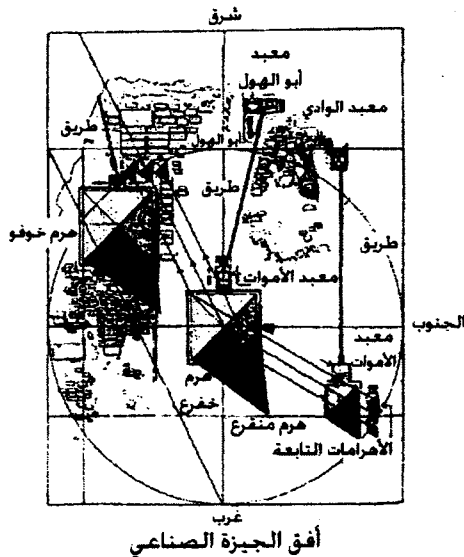 شرق
معبد
أبو الهول
معبد الوادي
طريق
أبو الهول
طريق
هرم خوفو
طريق
معبد الأموات
الجنوب
معبد
الأموات
هرم
خفرع
هرم منقرع
الأهرامات التابعة
غرب
أفق الجيزة الصناعي